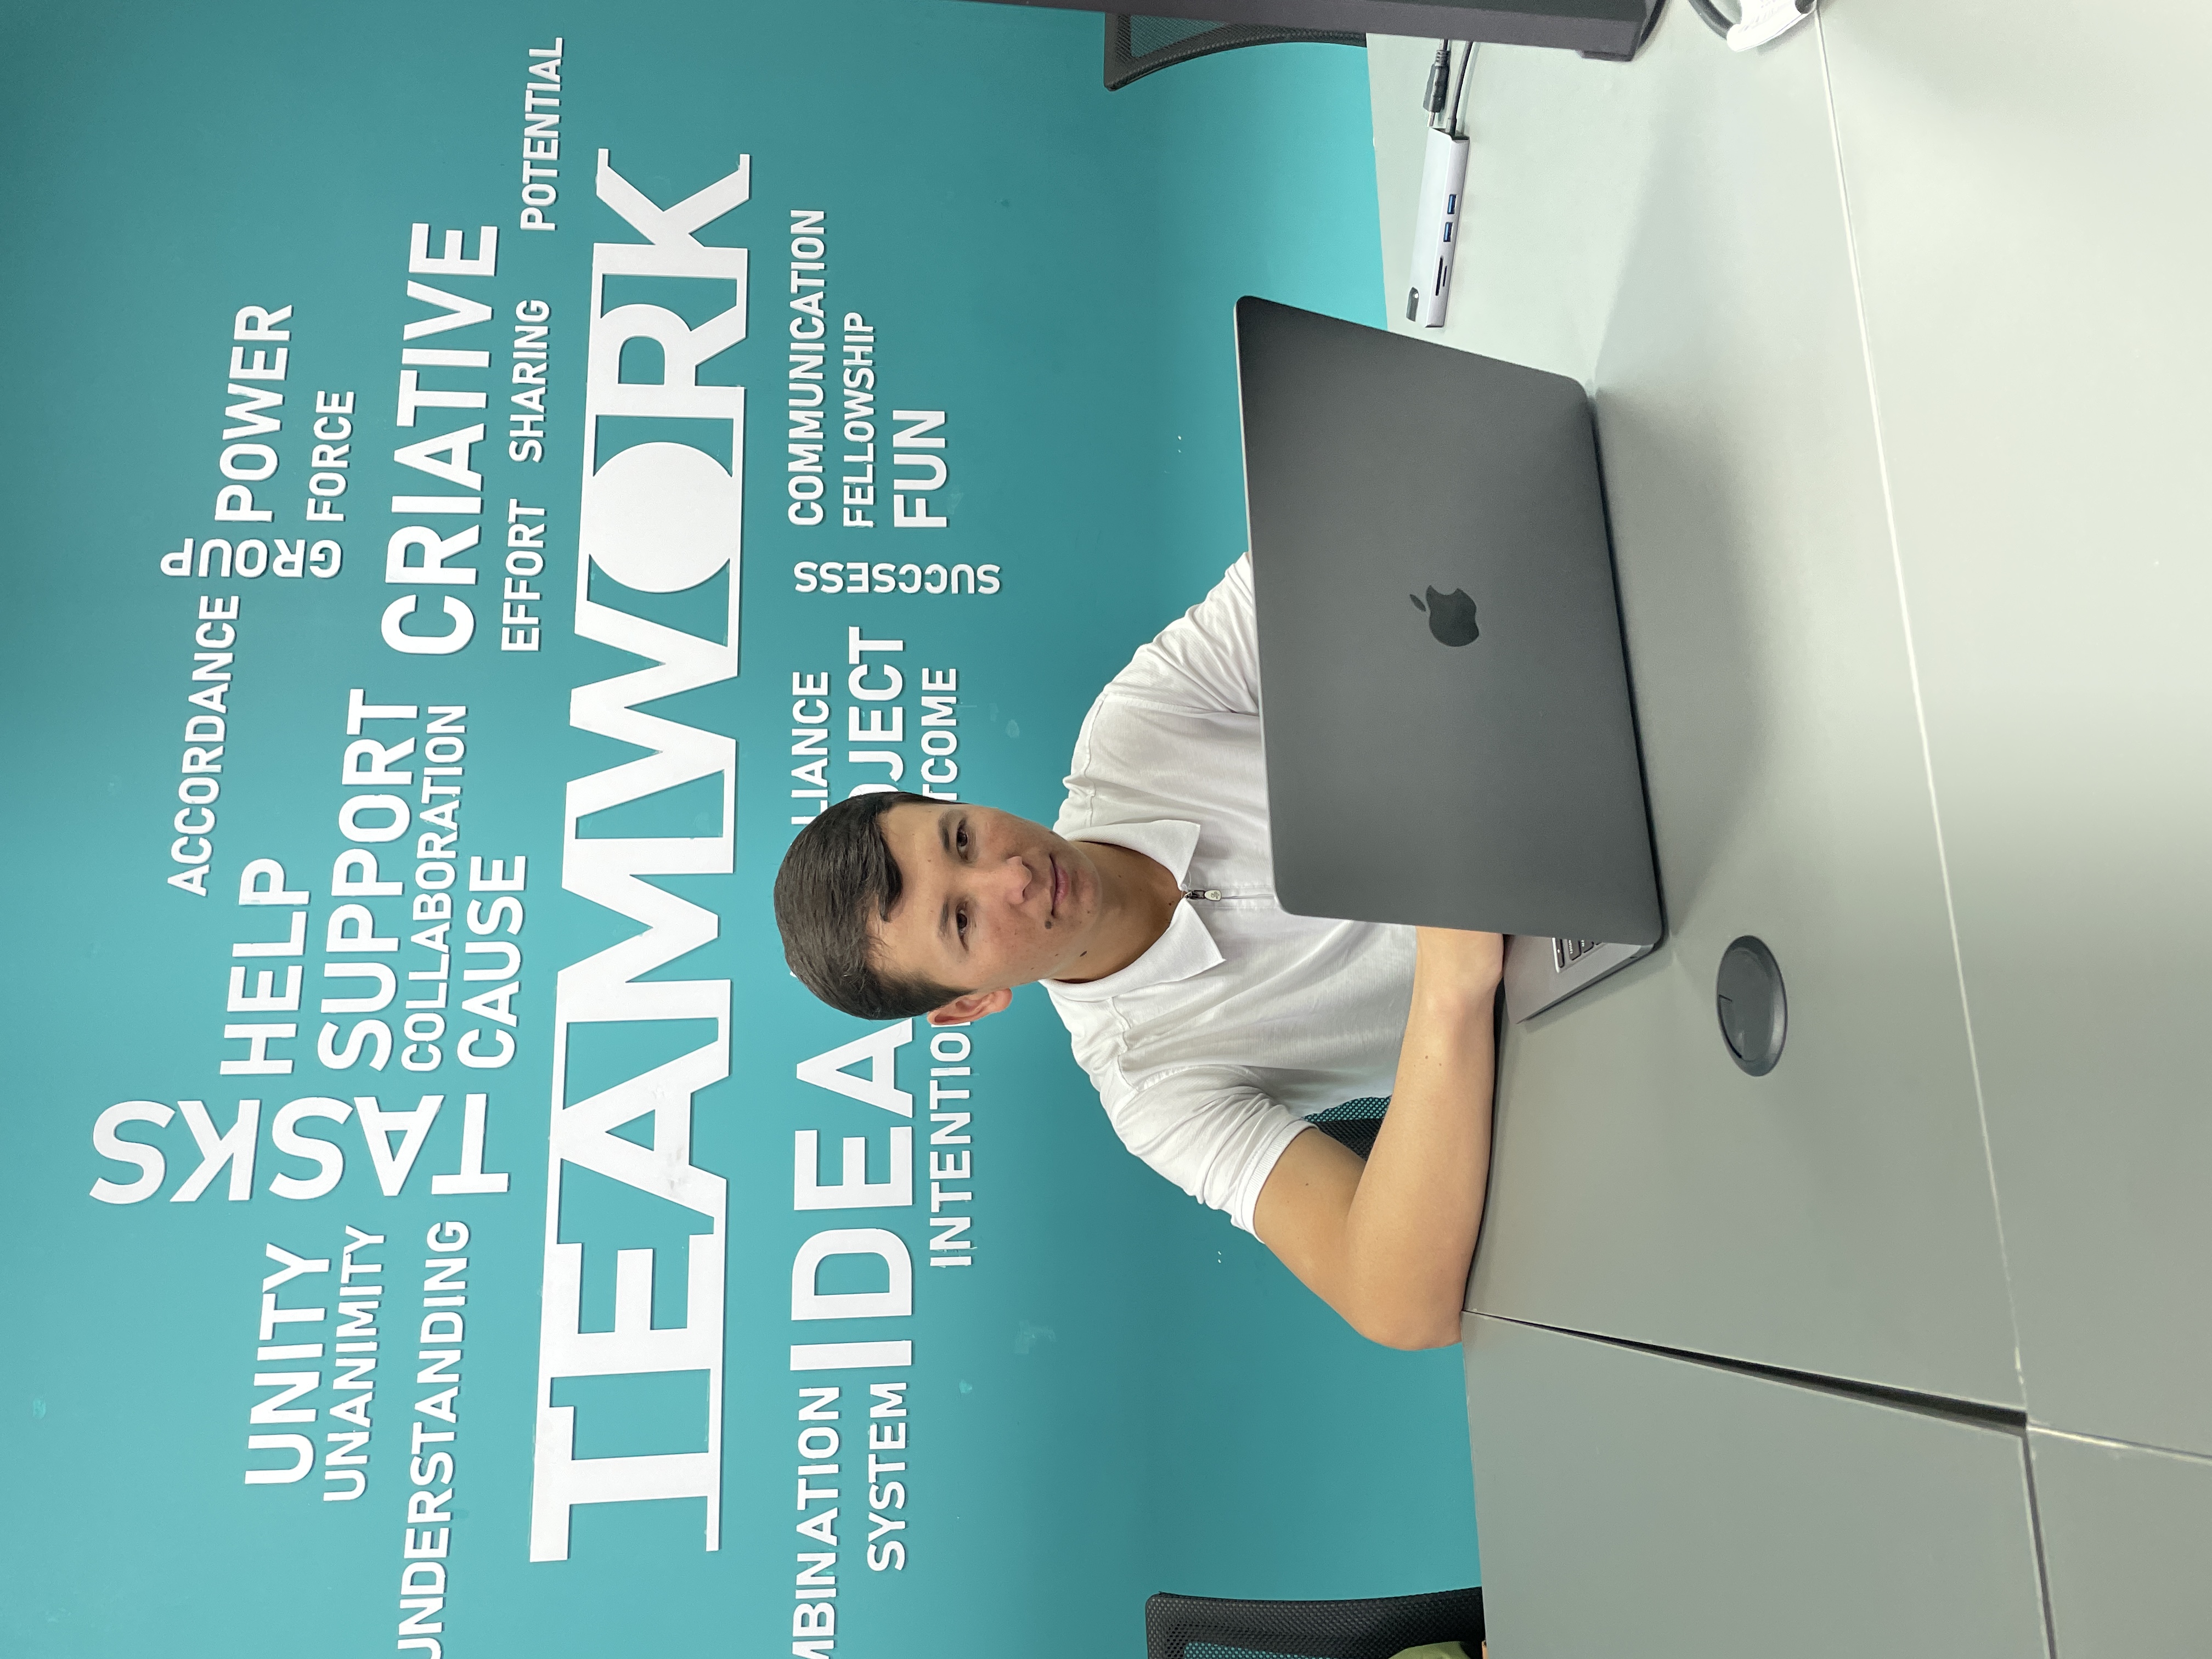 TASKS
ACCORDANCE
GROUP
POWER
FORCE
UNITY
UNANIMITY
UNDERSTANDING
HELP
SUPPORT
COLLABORATION
CAUSE
CRIATIVE
EFFORT SHARING POTENTIAL
TEAMWORK
MBINATION
SYSTEM
IDEA
INTENTIO
LIANCE
OJECT
TCOME
SUCCSESS
COMMUNICATION
FELLOWSHIP
FUN